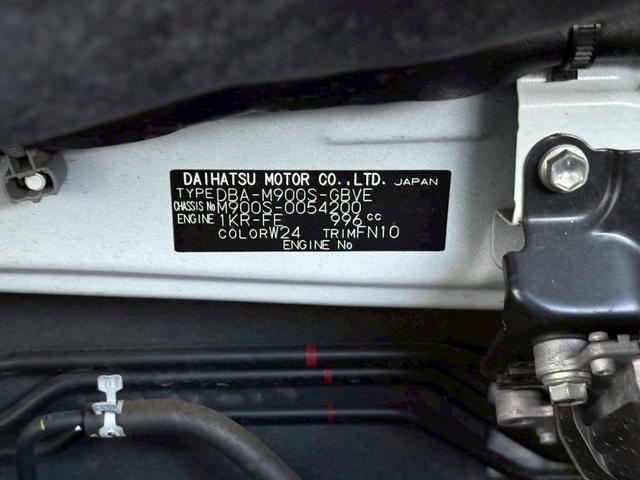 DAIHATSU MOTOR CO.,LTD. JAPAN
TYPE DBA-M900S-GBVE
CHASSIS No M900S-0054200
ENGINE 1KR-FE 996 cc
COLOR W24 TRIM FN10
ENGINE No